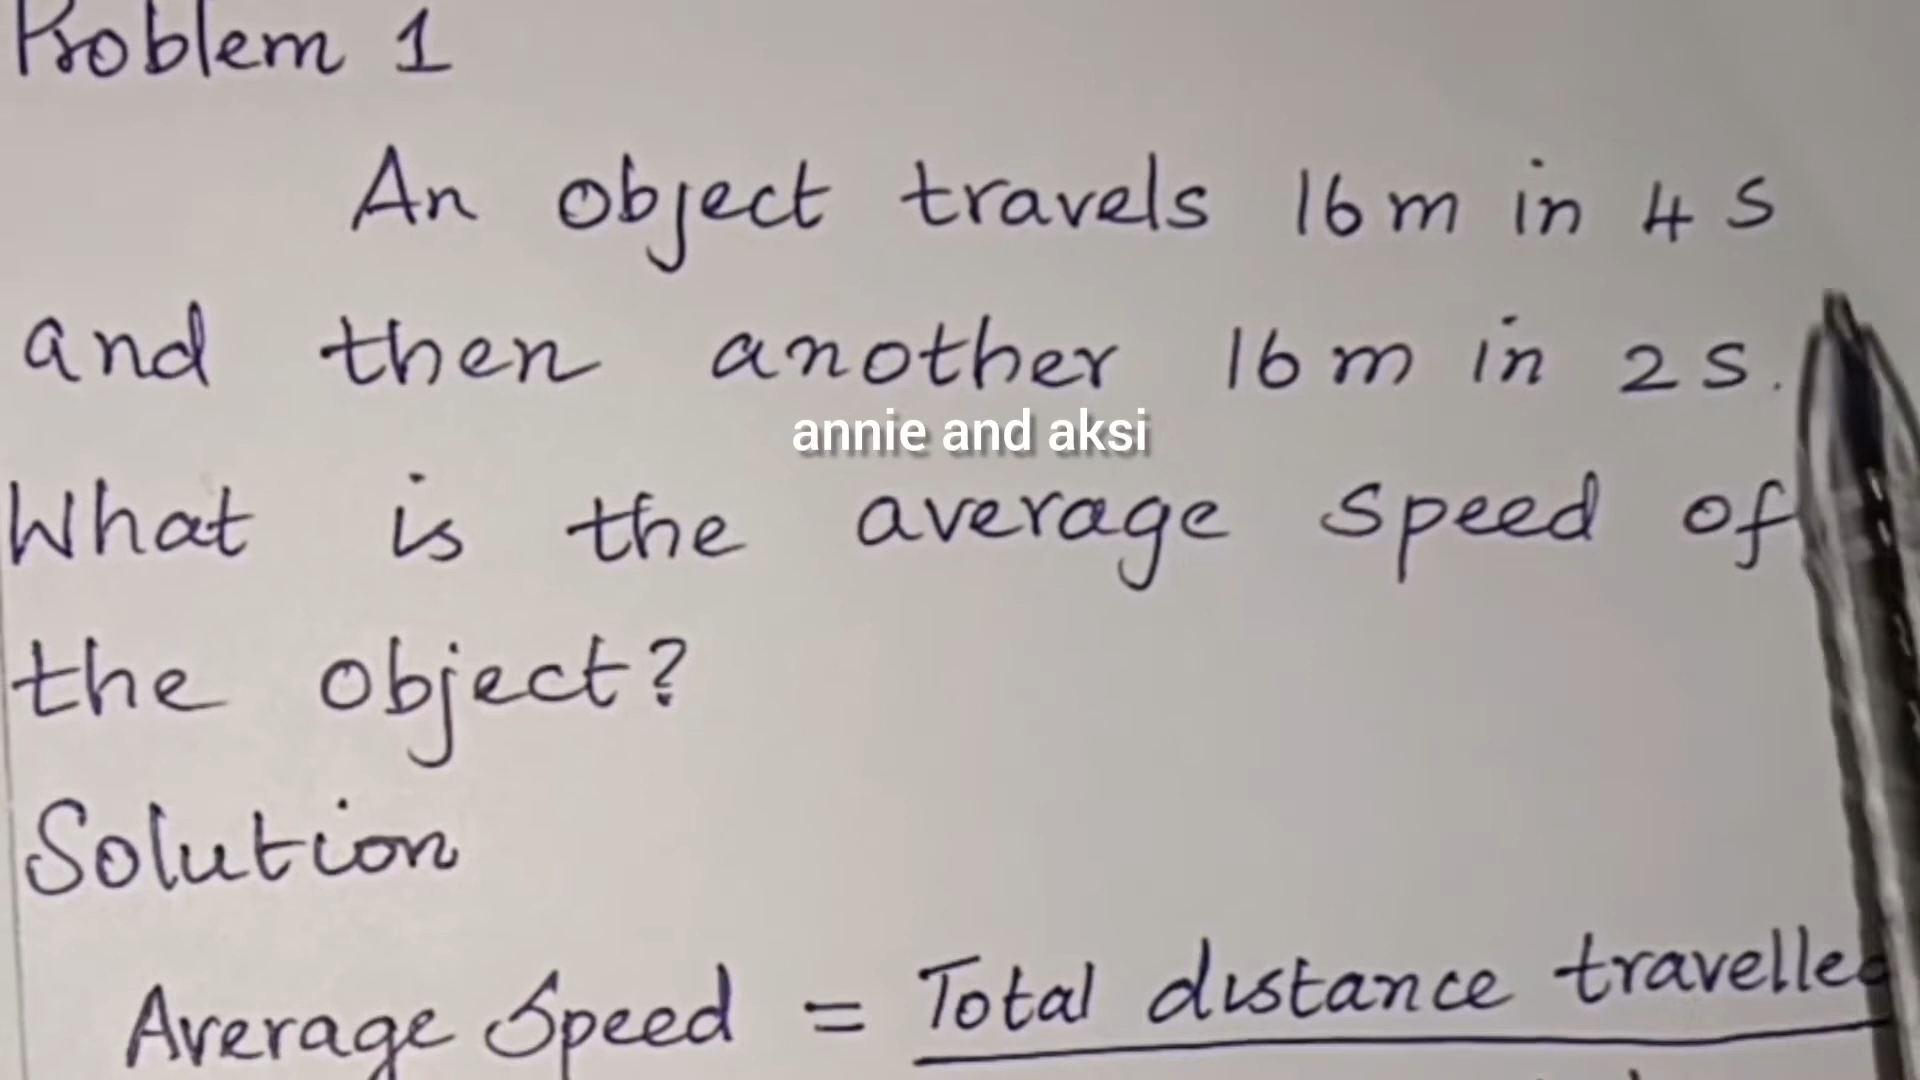 Problem 1
An object travels 16 m in 4 s
and then another 16 m in 2 s.
annie and aksi
What is the average speed of
the object?
Solution
Average Speed = Total distance travelled